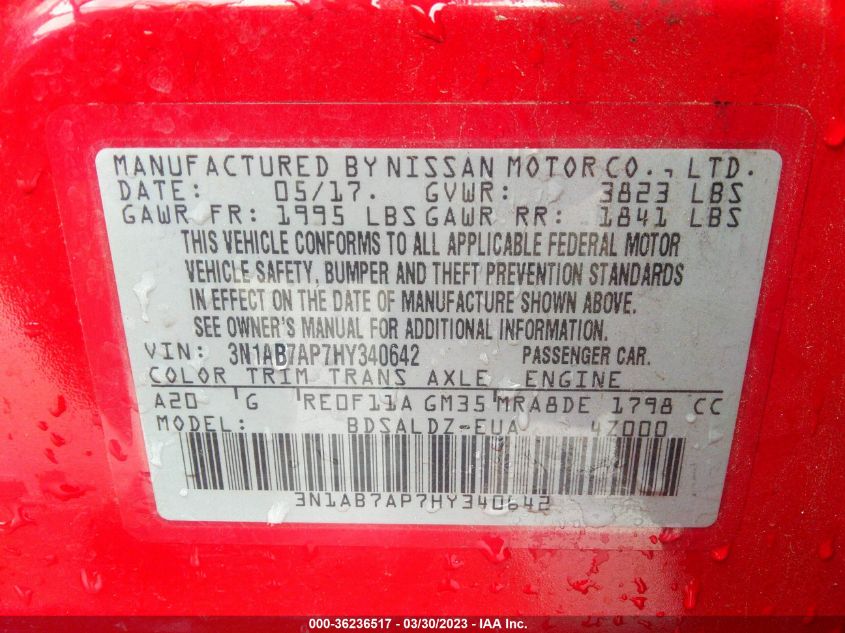 MANUFACTURED BY NISSAN MOTOR CO., LTD.
DATE: 05/17. GVWR: 3823 LBS
GAWR FR: 1995 LBS GAWR RR: 1841 LBS
THIS VEHICLE CONFORMS TO ALL APPLICABLE FEDERAL MOTOR
VEHICLE SAFETY, BUMPER AND THEFT PREVENTION STANDARDS
IN EFFECT ON THE DATE OF MANUFACTURE SHOWN ABOVE.
SEE OWNER'S MANUAL FOR ADDITIONAL INFORMATION.
VIN: 3N1AB7AP7HY340642 PASSENGER CAR.
COLOR TRIM TRANS AXLE ENGINE
A20 G RE0F11A GM35 MRA8DE 1798 CC
MODEL: BDSALDZ-EUA 47000
3N1AB7AP7HY340642
000-36236517 - 03/30/2023 - IAA Inc.